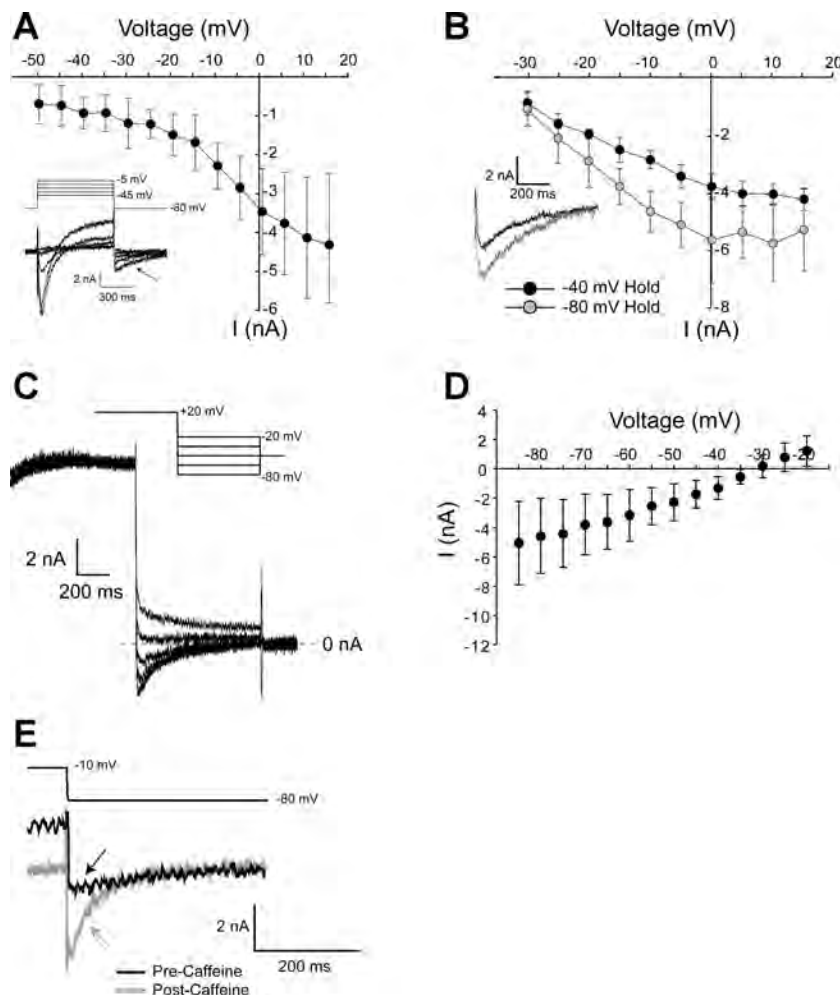 A
Voltage (mV)
-50 -40 -30 -20 -10 0 10 20
-1
-2
-3
-4
-5
-6
I (nA)
-5 mV
-45 mV
-80 mV
2 nA
300 ms
B
Voltage (mV)
-30 -20 -10 0 10 20
-2
-4
-6
-8
I (nA)
2 nA
200 ms
-40 mV Hold
-80 mV Hold
C
+20 mV
-20 mV
-80 mV
2 nA
200 ms
0 nA
D
Voltage (mV)
-80 -70 -60 -50 -40 -30 -20
4
2
0
-2
-4
-6
-8
-10
-12
I (nA)
E
-10 mV
-80 mV
2 nA
200 ms
Pre-Caffeine
Post-Caffeine